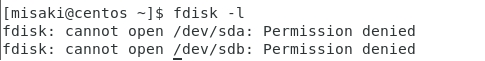 [misaki@centos ~]$ fdisk -l
fdisk: cannot open /dev/sda: Permission denied
fdisk: cannot open /dev/sdb: Permission denied